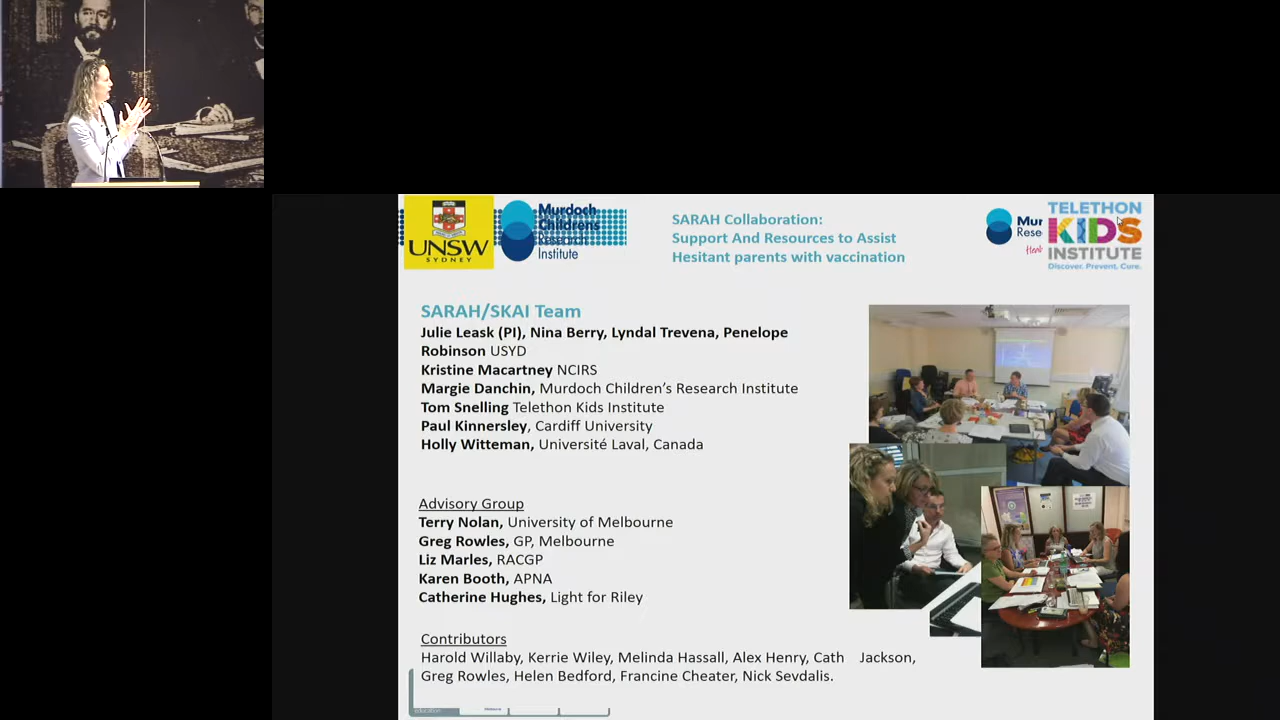 UNSW
SYDNEY
Murdoch
Childrens
Research
Institute
SARAH Collaboration:
Support And Resources to Assist
Hesitant parents with vaccination
Mur
Rese
Heal
TELETHON
KIDS
INSTITUTE
Discover. Prevent. Cure.
SARAH/SKAI Team
Julie Leask (PI), Nina Berry, Lyndal Trevena, Penelope
Robinson USYD
Kristine Macartney NCIRS
Margie Danchin, Murdoch Children's Research Institute
Tom Snelling Telethon Kids Institute
Paul Kinnersley, Cardiff University
Holly Witteman, Université Laval, Canada
Advisory Group
Terry Nolan, University of Melbourne
Greg Rowles, GP, Melbourne
Liz Marles, RACGP
Karen Booth, APNA
Catherine Hughes, Light for Riley
Contributors
Harold Willaby, Kerrie Wiley, Melinda Hassall, Alex Henry, Cath Jackson,
Greg Rowles, Helen Bedford, Francine Cheater, Nick Sevdalis.
education